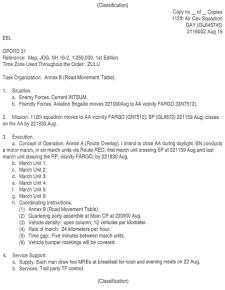 (Classification)
Copy no _ of _ Copies
112th Air Cav Squadron
GAY (GL645745)
211600Z Aug 19
EEL
OPORD 31
Reference: Map, JOG, NH 16-2, 1:250,000, 1st Edition.
Time Zone Used Throughout the Order: ZULU
Task Organization: Annex B (Road Movement Table).
1. Situation.
a. Enemy Forces. Current INTSUM.
b. Friendly Forces. Aviation Brigade moves 221000Aug to AA vicinity FARGO (GN7512).
2. Mission. 112th squadron moves to AA vicinity FARGO (GN7512); SP (GL6672) 221159 Aug; closes
on the AA by 221930 Aug.
3. Execution.
a. Concept of Operation. Annex A (Route Overlay). I intend to close AA during daylight. BN conducts
a motor march, in six march units via Route RED, first march unit crossing SP at 221159 Aug and last
march unit clearing the RP, vicinity FARGO, by 221830 Aug.
b. March Unit 1:
c. March Unit 2:
d. March Unit 3:
e. March Unit 4:
f. March Unit 5:
g. March Unit 6:
h. Coordinating Instructions.
(1) Annex B (Road Movement Table).
(2) Quartering party assemble at Main CP at 220900 Aug.
(3) Vehicle density: open column; 12 vehicles per kilometer.
(4) Rate of march: 24 kilometers per hour.
(5) Time gap: Five minutes between march units.
(6) Vehicle bumper markings will be covered.
4. Service Support.
a. Supply. Each man draw two MREs at breakfast for noon and evening meals on 22 Aug.
b. Services. Trail party TF control.
(Classification)